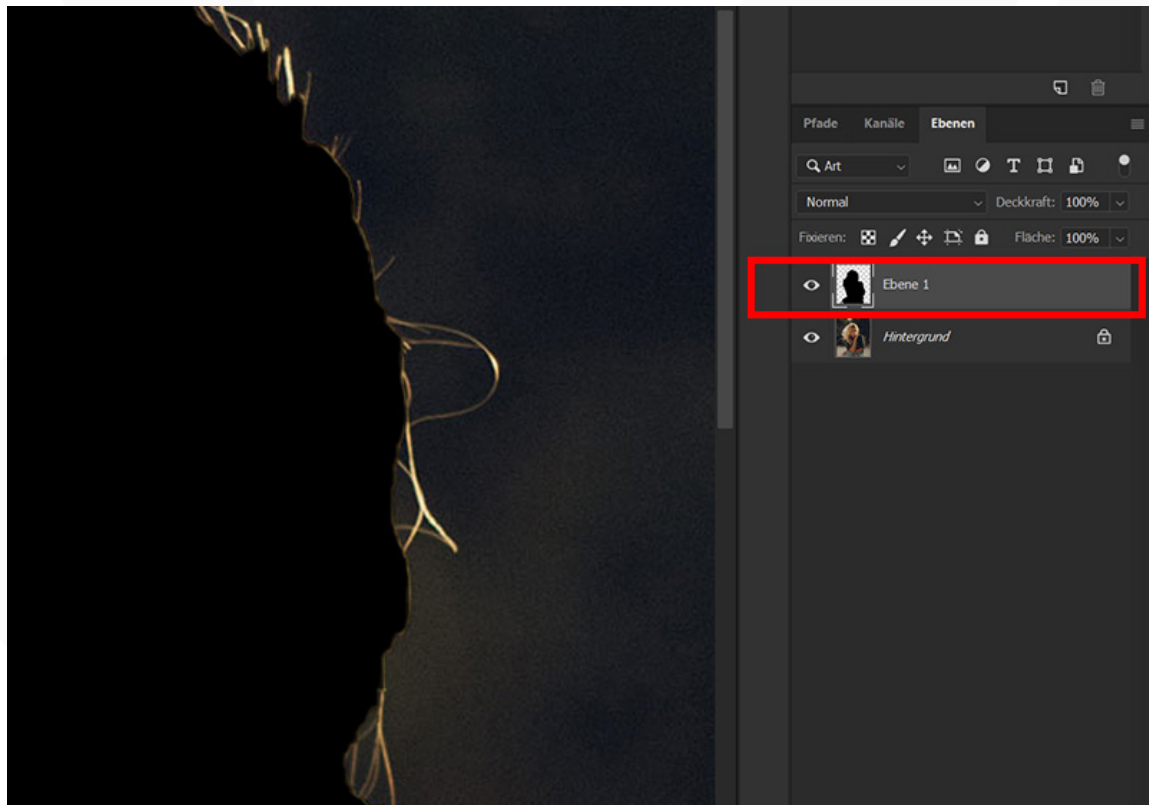 Pfade Kanäle Ebenen
Art
Normal Deckkraft: 100%
Fixieren: Fläche: 100%
Ebene 1
Hintergrund